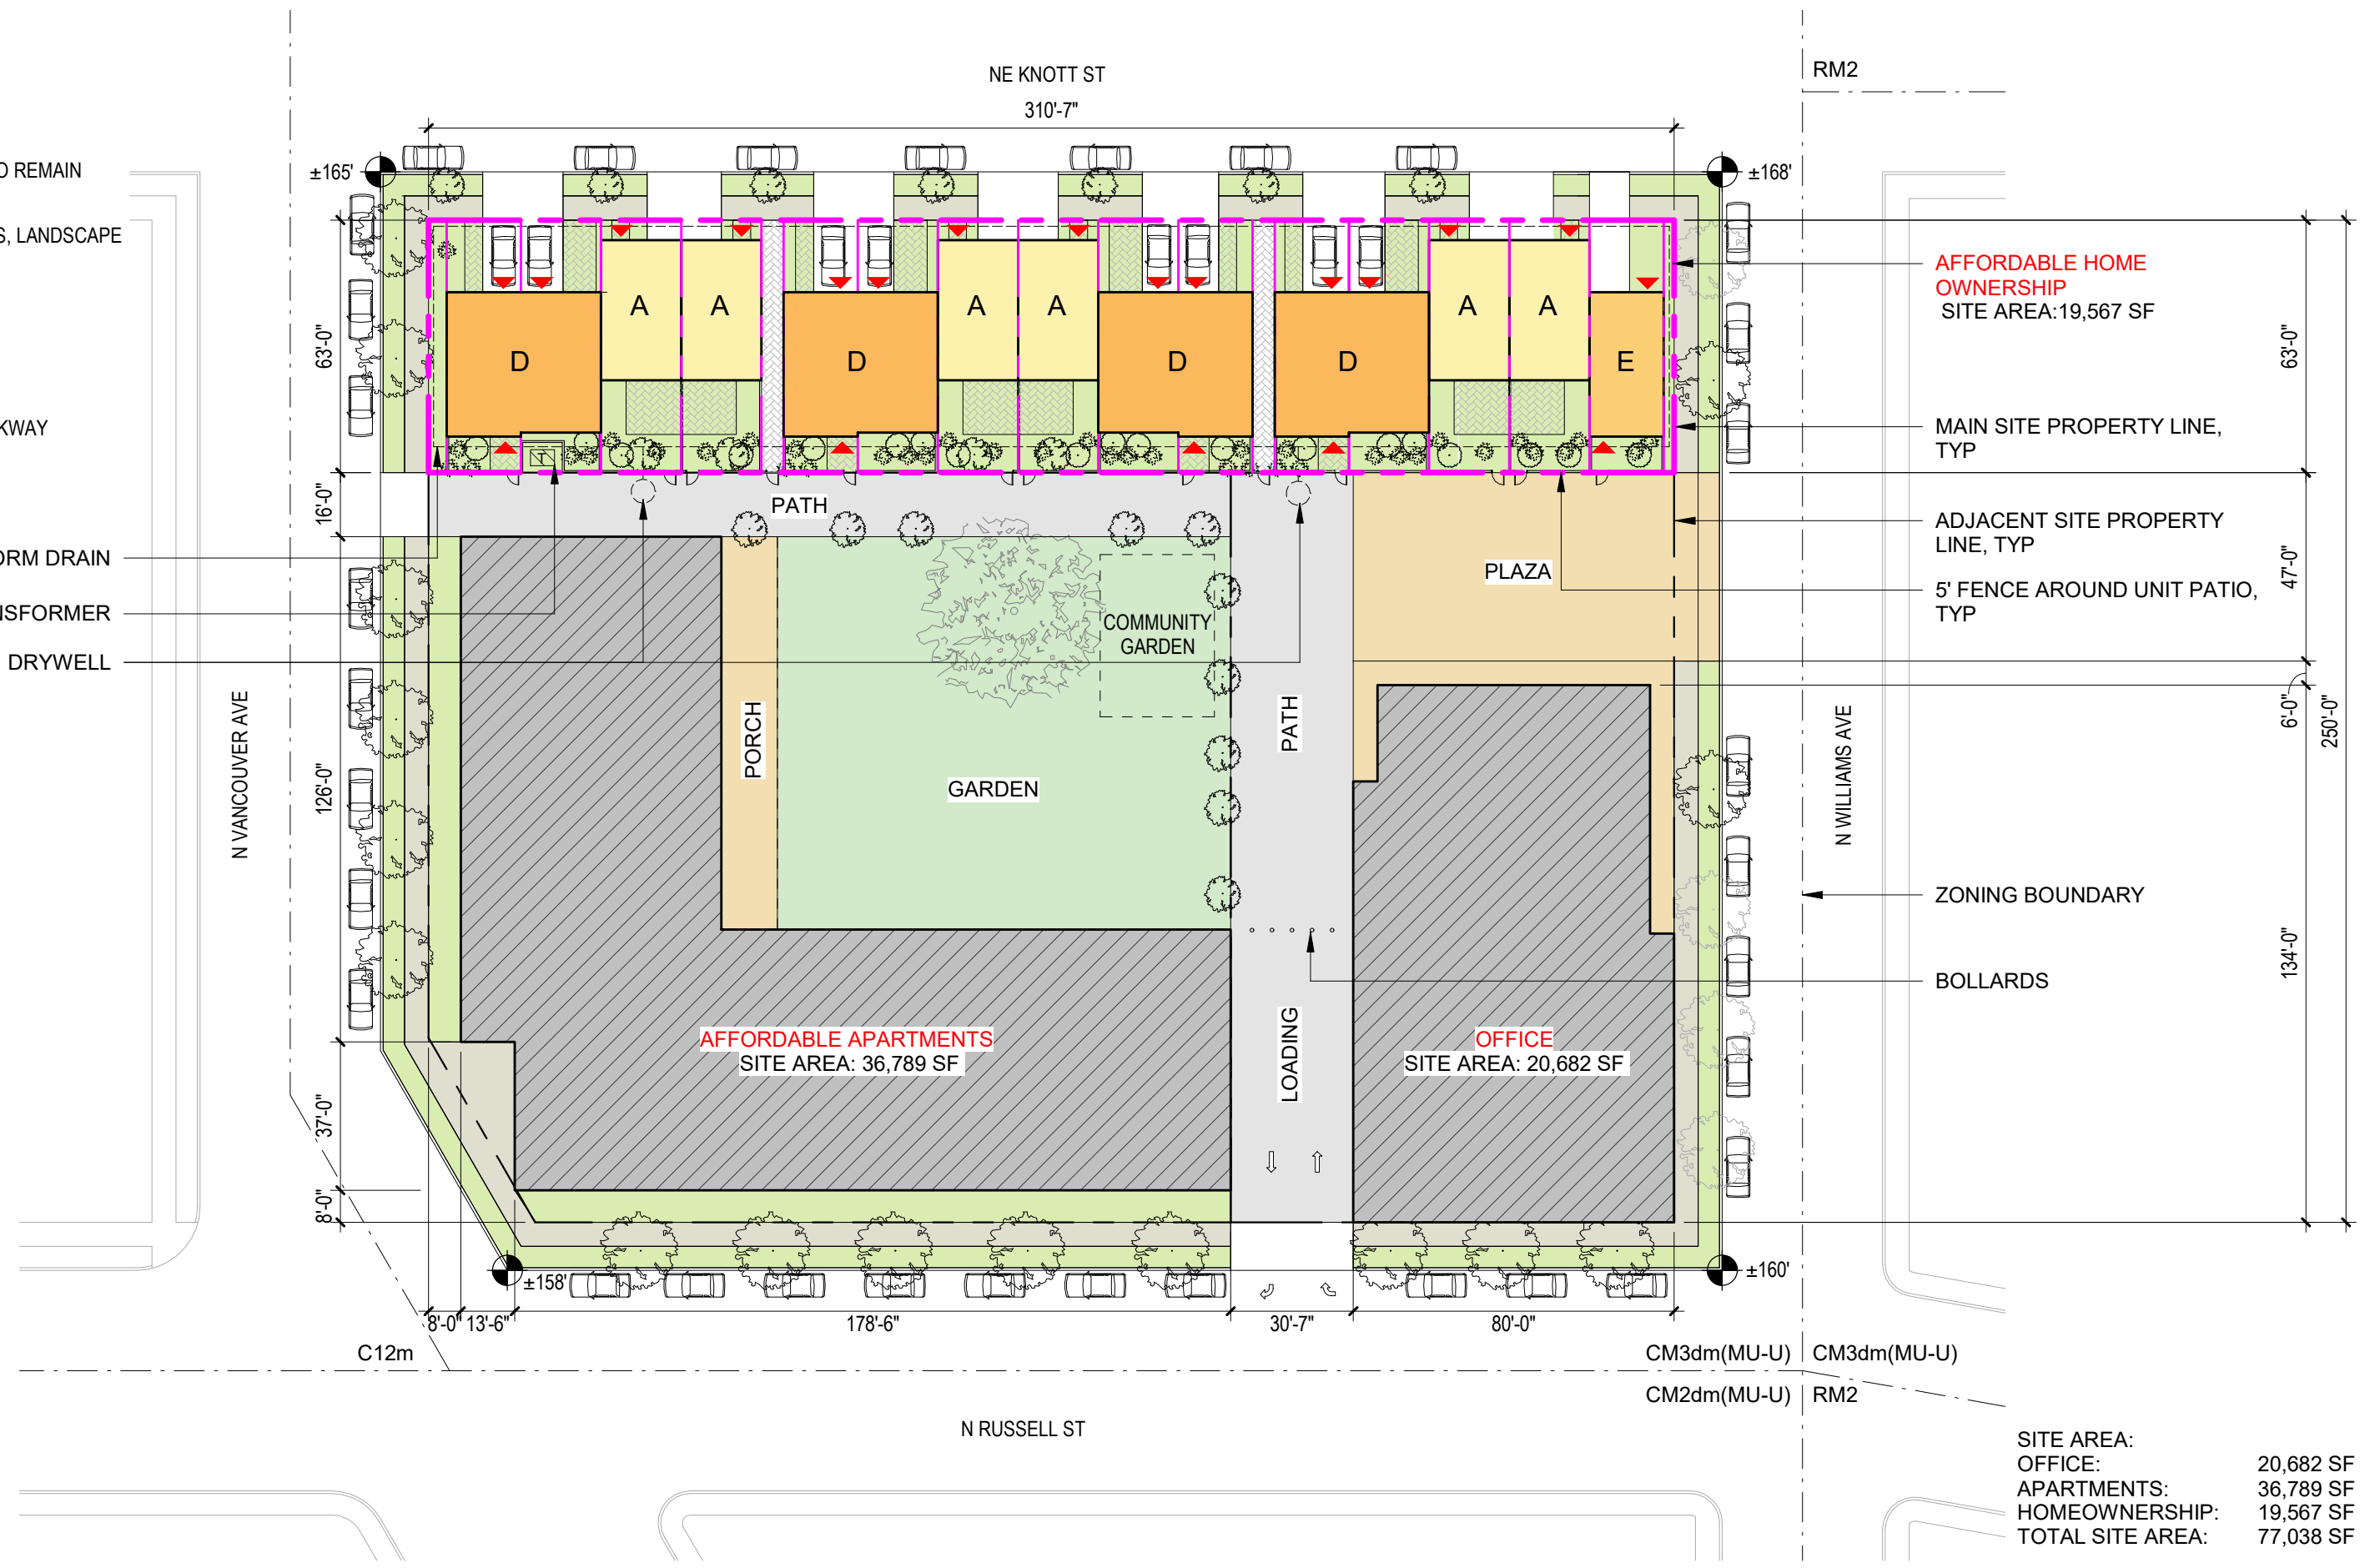 NE KNOTT ST
310'-7"
RM2
O REMAIN
±165'
±168'
S, LANDSCAPE
AFFORDABLE HOME
OWNERSHIP
SITE AREA:19,567 SF
63'-0"
A
A
A
A
A
A
63'-0"
D
D
D
D
E
KWAY
MAIN SITE PROPERTY LINE,
TYP
16'-0"
PATH
ADJACENT SITE PROPERTY
LINE, TYP
ORM DRAIN
PLAZA
47'-0"
5' FENCE AROUND UNIT PATIO,
TYP
NSFORMER
COMMUNITY
GARDEN
DRYWELL
N VANCOUVER AVE
126'-0"
PORCH
GARDEN
PATH
6'-0"
250'-0"
N WILLIAMS AVE
ZONING BOUNDARY
134'-0"
BOLLARDS
AFFORDABLE APARTMENTS
SITE AREA: 36,789 SF
LOADING
OFFICE
SITE AREA: 20,682 SF
37'-0"
8'-0"
±158'
±160'
8'-0"
13'-6"
178'-6"
30'-7"
80'-0"
C12m
CM3dm(MU-U)
CM3dm(MU-U)
CM2dm(MU-U)
RM2
N RUSSELL ST
SITE AREA:
OFFICE: 20,682 SF
APARTMENTS: 36,789 SF
HOMEOWNERSHIP: 19,567 SF
TOTAL SITE AREA: 77,038 SF